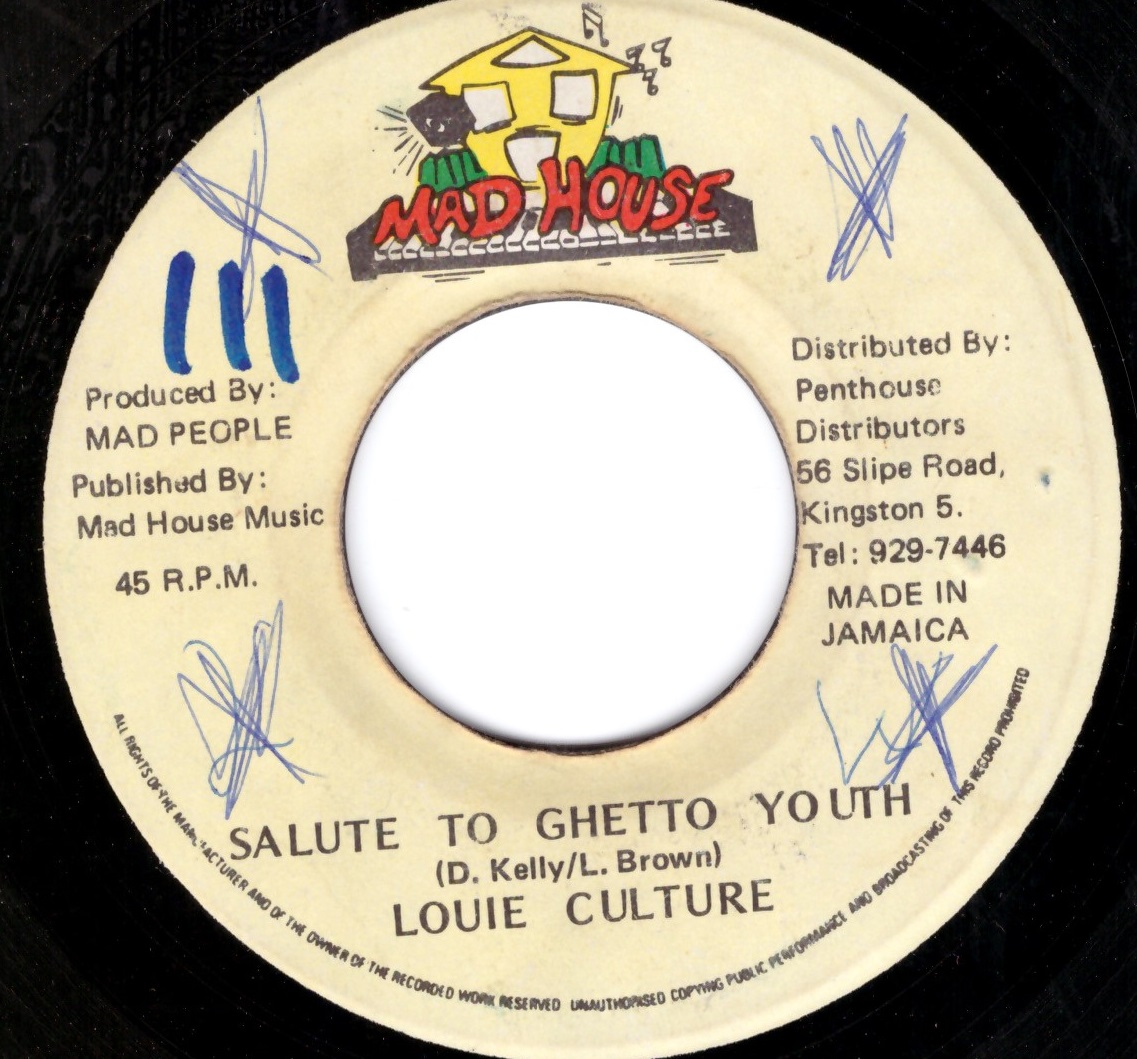 MAD HOUSE
111
Produced By:
MAD PEOPLE
Published By:
Mad House Music
45 R.P.M.
Distributed By:
Penthouse
Distributors
56 Slipe Road,
Kingston 5.
Tel: 929-7446
MADE IN
JAMAICA
SALUTE TO GHETTO YOUTH
(D. Kelly/L. Brown)
LOUIE CULTURE
ALL RIGHTS OF THE MANUFACTURER AND OF THE OWNER OF THE RECORDED WORK RESERVED UNAUTHORISED COPYING PUBLIC PERFORMANCE AND BROADCASTING OF THIS RECORD PROHIBITED